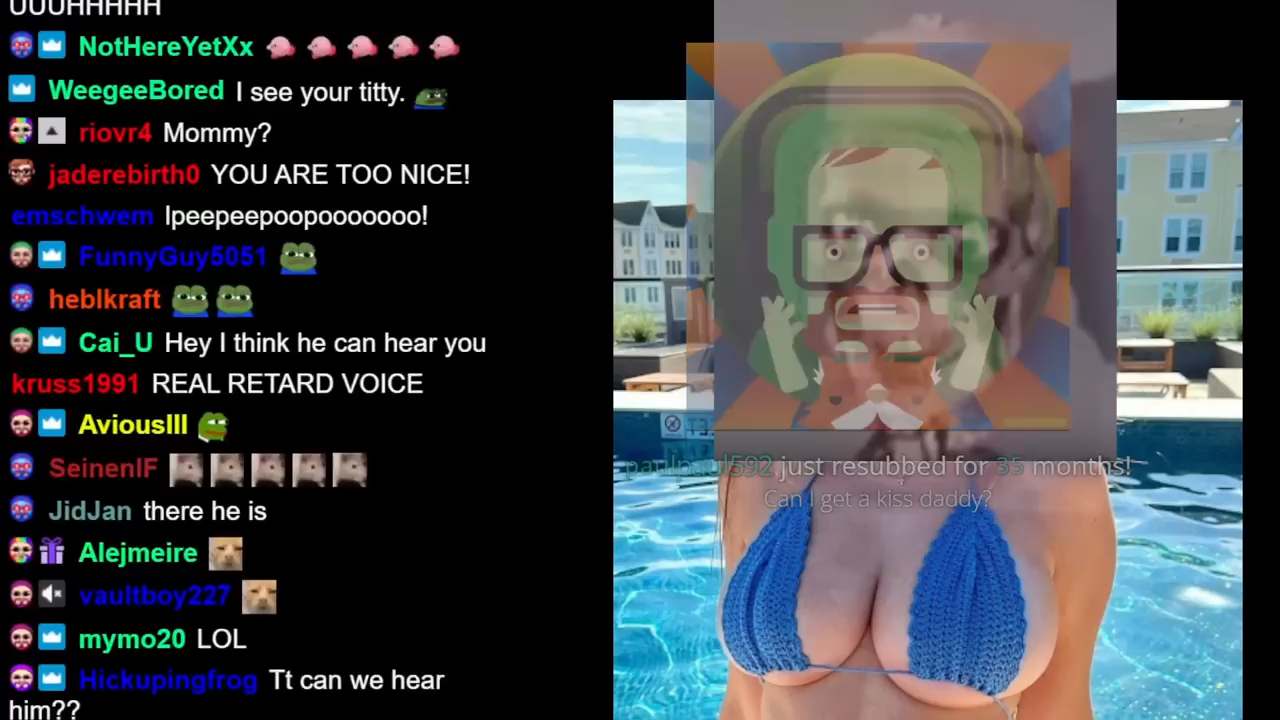 UUUHHHHH
NotHereYetXx
WeegeeBored I see your titty.
riovr4 Mommy?
jaderebirth0 YOU ARE TOO NICE!
emschwem Ipeepeepoopooooooo!
FunnyGuy5051
heblkraft
Cai_U Hey I think he can hear you
kruss1991 REAL RETARD VOICE
AviousIII
SeinenIF
JidJan there he is
Alejmeire
vaultboy227
mymo20 LOL
Hickupingfrog Tt can we hear
him??
paulpaul592 just resubbed for 35 months!
Can I get a kiss daddy?